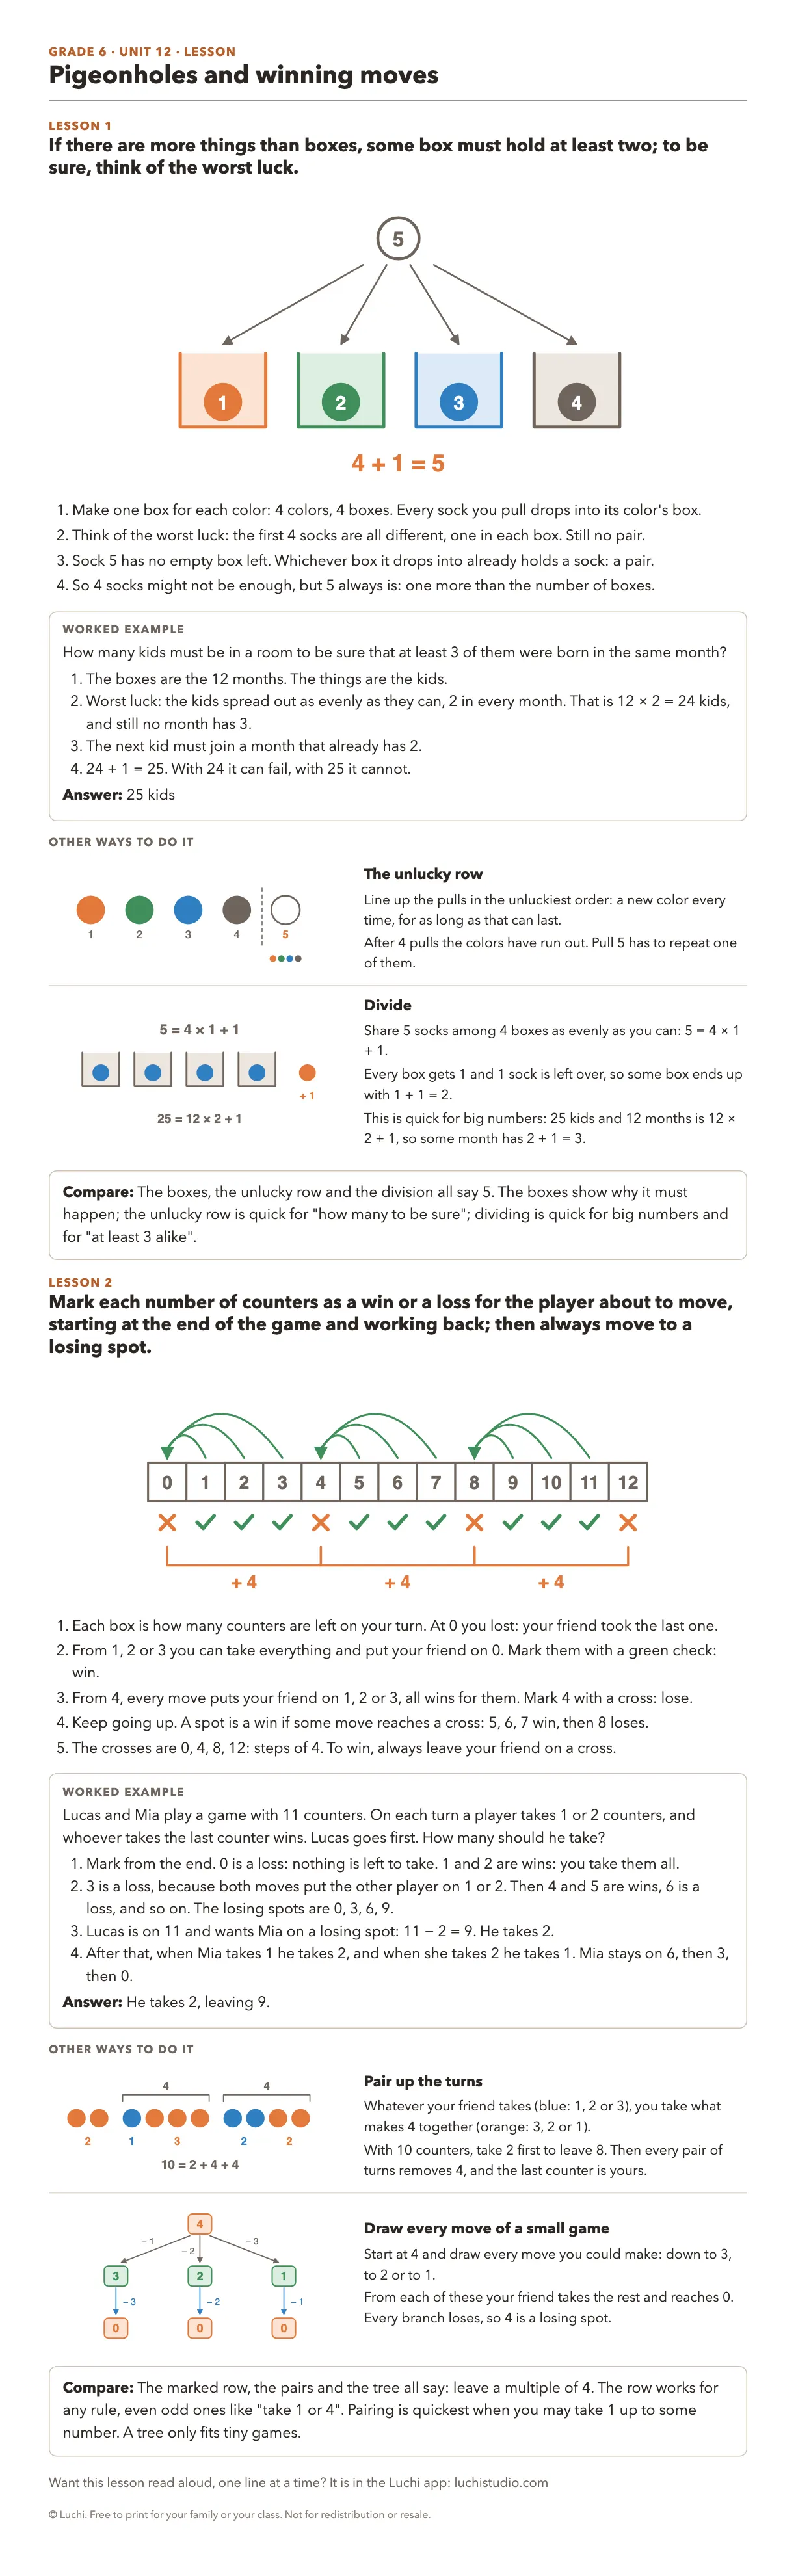 GRADE 6 · UNIT 12 · LESSON
Pigeonholes and winning moves
LESSON 1
If there are more things than boxes, some box must hold at least two; to be
sure, think of the worst luck.
5
1 2 3 4
4 + 1 = 5
1. Make one box for each color: 4 colors, 4 boxes. Every sock you pull drops into its color's box.
2. Think of the worst luck: the first 4 socks are all different, one in each box. Still no pair.
3. Sock 5 has no empty box left. Whichever box it drops into already holds a sock: a pair.
4. So 4 socks might not be enough, but 5 always is: one more than the number of boxes.
WORKED EXAMPLE
How many kids must be in a room to be sure that at least 3 of them were born in the same month?
1. The boxes are the 12 months. The things are the kids.
2. Worst luck: the kids spread out as evenly as they can, 2 in every month. That is 12 × 2 = 24 kids,
and still no month has 3.
3. The next kid must join a month that already has 2.
4. 24 + 1 = 25. With 24 it can fail, with 25 it cannot.
Answer: 25 kids
OTHER WAYS TO DO IT
1 2 3 4 5
The unlucky row
Line up the pulls in the unluckiest order: a new color every
time, for as long as that can last.
After 4 pulls the colors have run out. Pull 5 has to repeat one
of them.
5 = 4 × 1 + 1
+ 1
25 = 12 × 2 + 1
Divide
Share 5 socks among 4 boxes as evenly as you can: 5 = 4 × 1
+ 1.
Every box gets 1 and 1 sock is left over, so some box ends up
with 1 + 1 = 2.
This is quick for big numbers: 25 kids and 12 months is 12 ×
2 + 1, so some month has 2 + 1 = 3.
Compare: The boxes, the unlucky row and the division all say 5. The boxes show why it must
happen; the unlucky row is quick for "how many to be sure"; dividing is quick for big numbers and
for "at least 3 alike".
LESSON 2
Mark each number of counters as a win or a loss for the player about to move,
starting at the end of the game and working back; then always move to a
losing spot.
0 1 2 3 4 5 6 7 8 9 10 11 12
+ 4 + 4 + 4
1. Each box is how many counters are left on your turn. At 0 you lost: your friend took the last one.
2. From 1, 2 or 3 you can take everything and put your friend on 0. Mark them with a green check:
win.
3. From 4, every move puts your friend on 1, 2 or 3, all wins for them. Mark 4 with a cross: lose.
4. Keep going up. A spot is a win if some move reaches a cross: 5, 6, 7 win, then 8 loses.
5. The crosses are 0, 4, 8, 12: steps of 4. To win, always leave your friend on a cross.
WORKED EXAMPLE
Lucas and Mia play a game with 11 counters. On each turn a player takes 1 or 2 counters, and
whoever takes the last counter wins. Lucas goes first. How many should he take?
1. Mark from the end. 0 is a loss: nothing is left to take. 1 and 2 are wins: you take them all.
2. 3 is a loss, because both moves put the other player on 1 or 2. Then 4 and 5 are wins, 6 is a
loss, and so on. The losing spots are 0, 3, 6, 9.
3. Lucas is on 11 and wants Mia on a losing spot: 11 − 2 = 9. He takes 2.
4. After that, when Mia takes 1 he takes 2, and when she takes 2 he takes 1. Mia stays on 6, then 3,
then 0.
Answer: He takes 2, leaving 9.
OTHER WAYS TO DO IT
4 4
2 1 3 2 2
10 = 2 + 4 + 4
Pair up the turns
Whatever your friend takes (blue: 1, 2 or 3), you take what
makes 4 together (orange: 3, 2 or 1).
With 10 counters, take 2 first to leave 8. Then every pair of
turns removes 4, and the last counter is yours.
4
− 1 − 2 − 3
3 2 1
− 3 − 2 − 1
0 0 0
Draw every move of a small game
Start at 4 and draw every move you could make: down to 3,
to 2 or to 1.
From each of these your friend takes the rest and reaches 0.
Every branch loses, so 4 is a losing spot.
Compare: The marked row, the pairs and the tree all say: leave a multiple of 4. The row works for
any rule, even odd ones like "take 1 or 4". Pairing is quickest when you may take 1 up to some
number. A tree only fits tiny games.
Want this lesson read aloud, one line at a time? It is in the Luchi app: luchistudio.com
© Luchi. Free to print for your family or your class. Not for redistribution or resale.